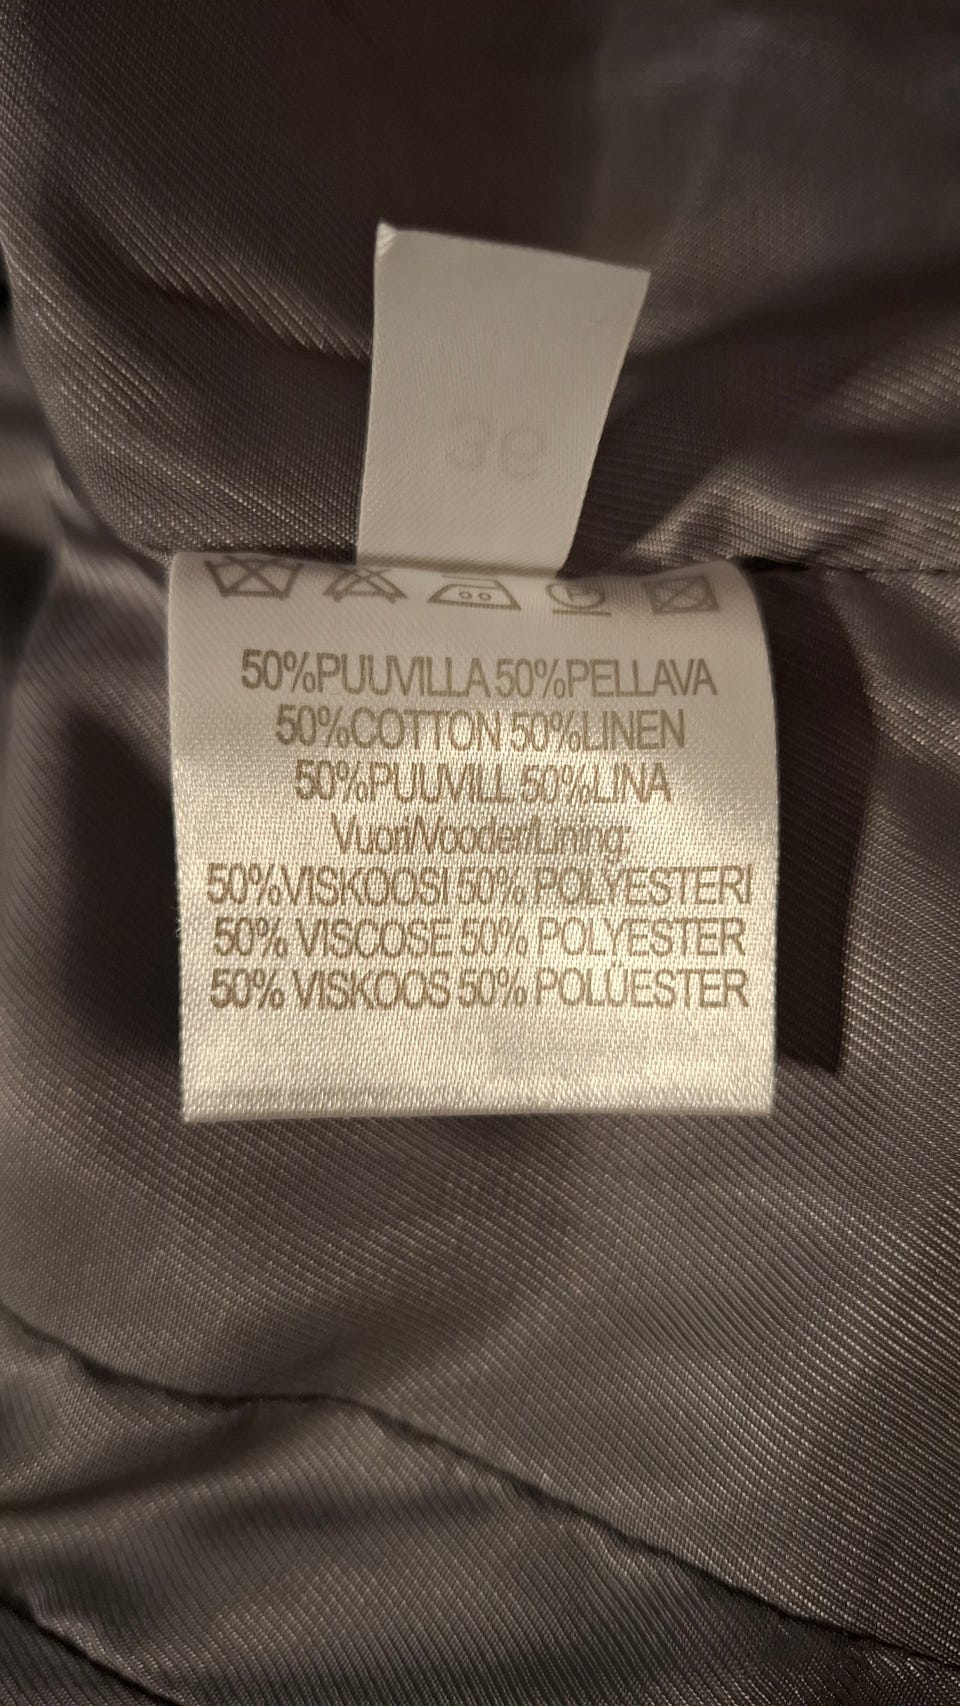 36
50%PUUVILLA 50%PELLAVA
50%COTTON 50%LINEN
50%PUUVILL 50%LINA
Vuori/Vooder/Lining:
50%VISKOOSI 50% POLYESTERI
50% VISCOSE 50% POLYESTER
50% VISKOOS 50% POLÜESTER